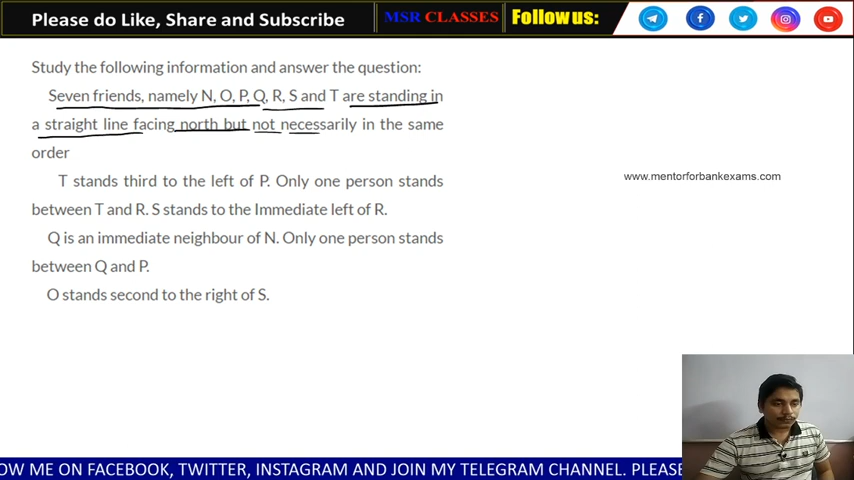 Please do Like, Share and Subscribe
MSR CLASSES
Follow us:
Study the following information and answer the question:
Seven friends, namely N, O, P, Q, R, S and T are standing in
a straight line facing north but not necessarily in the same
order
T stands third to the left of P. Only one person stands
between T and R. S stands to the Immediate left of R.
Q is an immediate neighbour of N. Only one person stands
between Q and P.
O stands second to the right of S.
www.mentorforbankexams.com
OW ME ON FACEBOOK, TWITTER, INSTAGRAM AND JOIN MY TELEGRAM CHANNEL. PLEASE